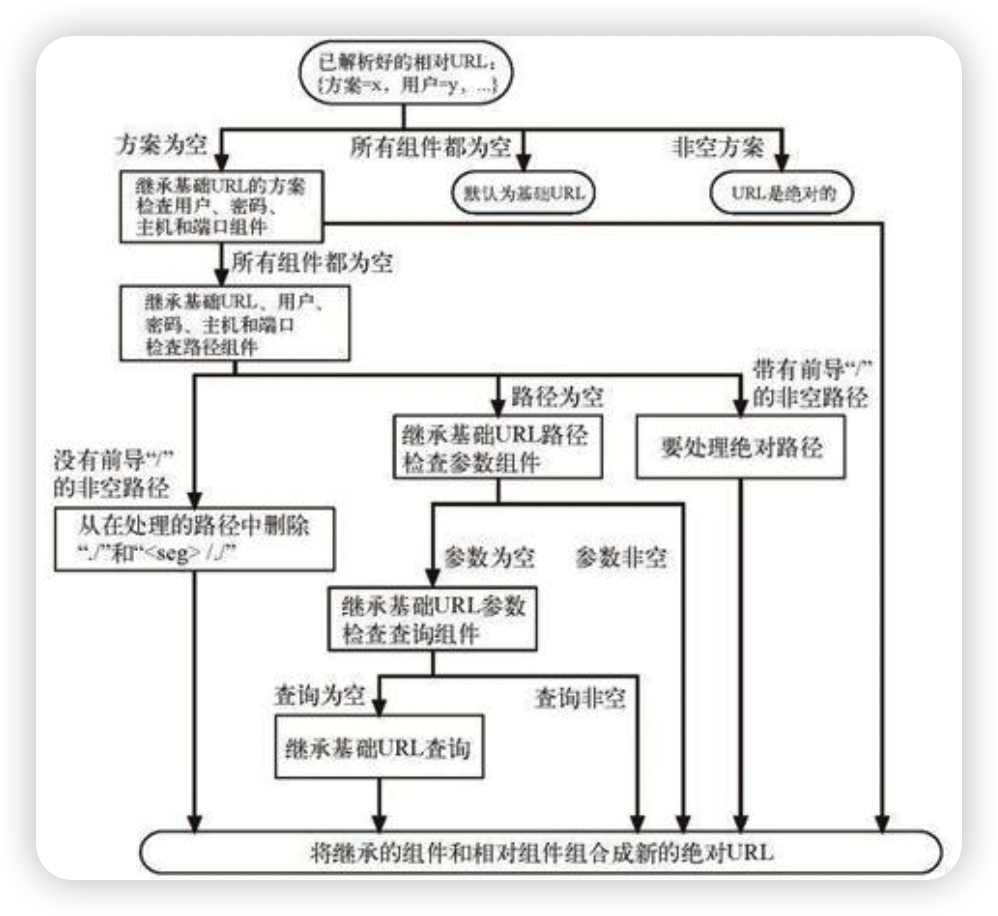 已解析好的相对URL:
{方案=x, 用户=y, ...}
方案为空
所有组件都为空
非空方案
继承基础URL的方案
检查用户、密码、
主机和端口组件
默认为基础URL
URL是绝对的
所有组件都为空
继承基础URL、用户、
密码、主机和端口
检查路径组件
带有前导“/”
的非空路径
路径为空
没有前导“/”
的非空路径
继承基础URL路径
检查参数组件
要处理绝对路径
从在处理的路径中删除
“./”和“<seg> /./”
参数为空
参数非空
继承基础URL参数
检查查询组件
查询为空
查询非空
继承基础URL查询
将继承的组件和相对组件组合成新的绝对URL